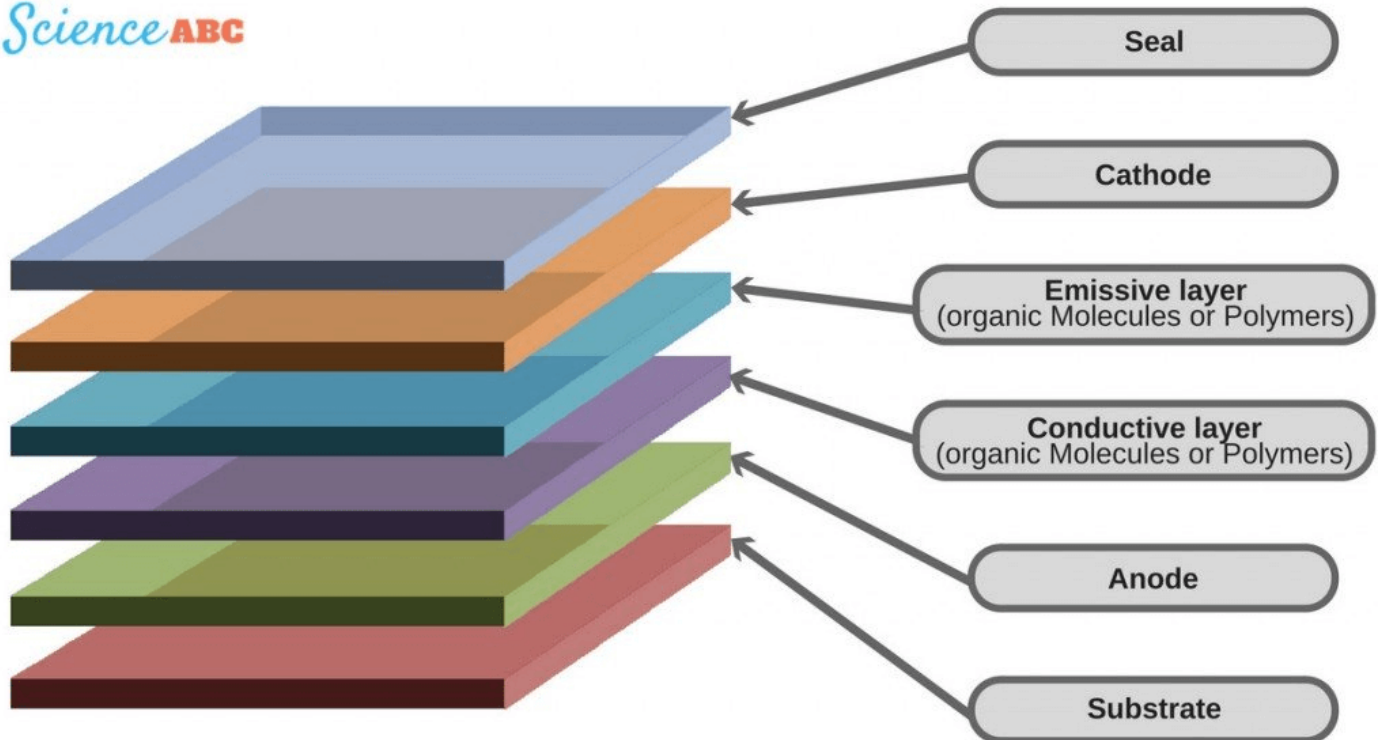 Science ABC
Seal
Cathode
Emissive layer
(organic Molecules or Polymers)
Conductive layer
(organic Molecules or Polymers)
Anode
Substrate